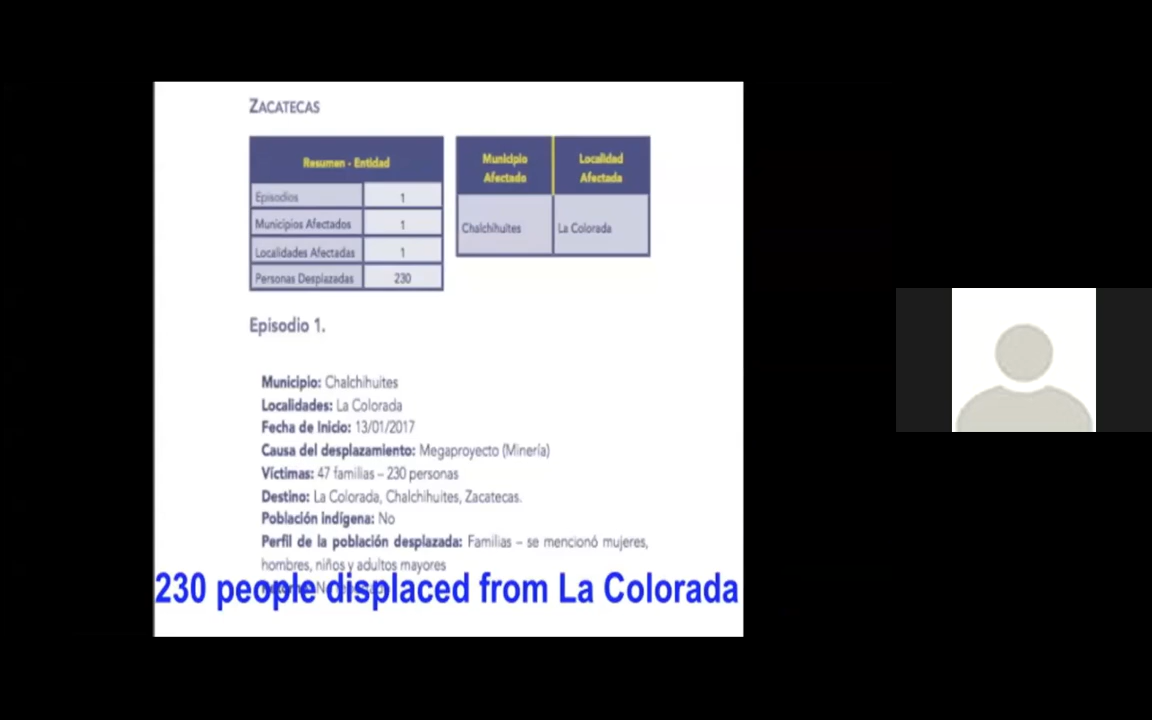 ZACATECAS
Resumen - Entidad
Episodios 1
Municipios Afectados 1
Localidades Afectadas 1
Personas Desplazadas 230
Municipio Afectado Localidad Afectada
Chalchihuites La Colorada
Episodio 1.
Municipio: Chalchihuites
Localidades: La Colorada
Fecha de Inicio: 13/01/2017
Causa del desplazamiento: Megaproyecto (Minería)
Víctimas: 47 familias – 230 personas
Destino: La Colorada, Chalchihuites, Zacatecas.
Población indígena: No
Perfil de la población desplazada: Familias – se mencionó mujeres,
hombres, niños y adultos mayores
230 people displaced from La Colorada